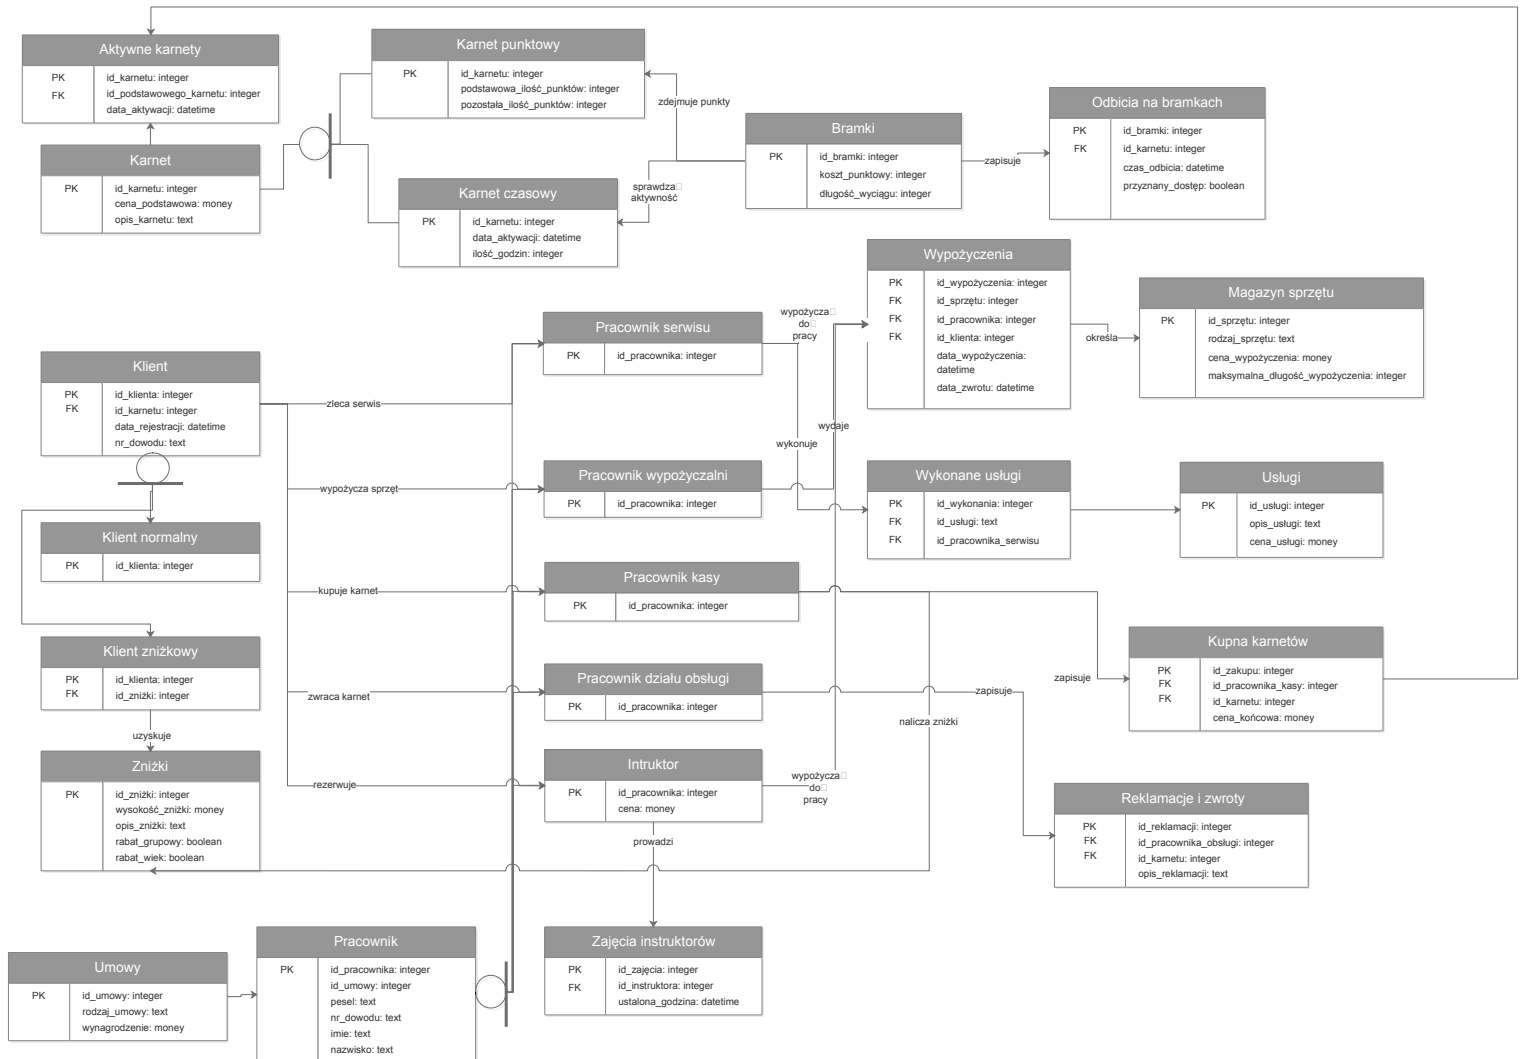 Aktywne karnety
PK id_karnetu: integer
FK id_podstawowego_karnetu: integer
data_aktywacji: datetime
Karnet
PK id_karnetu: integer
cena_podstawowa: money
opis_karnetu: text
Karnet punktowy
PK id_karnetu: integer
podstawowa_ilość_punktów: integer
pozostała_ilość_punktów: integer
Karnet czasowy
PK id_karnetu: integer
data_aktywacji: datetime
ilość_godzin: integer
zdejmuje punkty
sprawdza
aktywność
Bramki
PK id_bramki: integer
koszt_punktowy: integer
długość_wyciągu: integer
zapisuje
Odbicia na bramkach
PK id_bramki: integer
FK id_karnetu: integer
czas_odbicia: datetime
przyznany_dostęp: boolean
Wypożyczenia
PK id_wypożyczenia: integer
FK id_sprzętu: integer
FK id_pracownika: integer
FK id_klienta: integer
data_wypożyczenia:
datetime
data_zwrotu: datetime
określa
Magazyn sprzętu
PK id_sprzętu: integer
rodzaj_sprzętu: text
cena_wypożyczenia: money
maksymalna_długość_wypożyczenia: integer
Klient
PK id_klienta: integer
FK id_karnetu: integer
data_rejestracji: datetime
nr_dowodu: text
zleca serwis
wypożycza sprzęt
kupuje karnet
zwraca karnet
rezerwuje
Pracownik serwisu
PK id_pracownika: integer
wypożycza
do
pracy
wydaje
wykonuje
Pracownik wypożyczalni
PK id_pracownika: integer
Wykonane usługi
PK id_wykonania: integer
FK id_usługi: text
FK id_pracownika_serwisu
Usługi
PK id_usługi: integer
opis_usługi: text
cena_usługi: money
Klient normalny
PK id_klienta: integer
Pracownik kasy
PK id_pracownika: integer
Klient zniżkowy
PK id_klienta: integer
FK id_zniżki: integer
uzyskuje
Zniżki
PK id_zniżki: integer
wysokość_zniżki: money
opis_zniżki: text
rabat_grupowy: boolean
rabat_wiek: boolean
Pracownik działu obsługi
PK id_pracownika: integer
zapisuje
nalicza zniżki
zapisuje
Kupna karnetów
PK id_zakupu: integer
FK id_pracownika_kasy: integer
FK id_karnetu: integer
cena_końcowa: money
Intruktor
PK id_pracownika: integer
cena: money
wypożycza
do
pracy
prowadzi
Reklamacje i zwroty
PK id_reklamacji: integer
FK id_pracownika_obsługi: integer
FK id_karnetu: integer
opis_reklamacji: text
Umowy
PK id_umowy: integer
rodzaj_umowy: text
wynagrodzenie: money
Pracownik
PK id_pracownika: integer
id_umowy: integer
pesel: text
nr_dowodu: text
imie: text
nazwisko: text
Zajęcia instruktorów
PK id_zajęcia: integer
FK id_instruktora: integer
ustalona_godzina: datetime